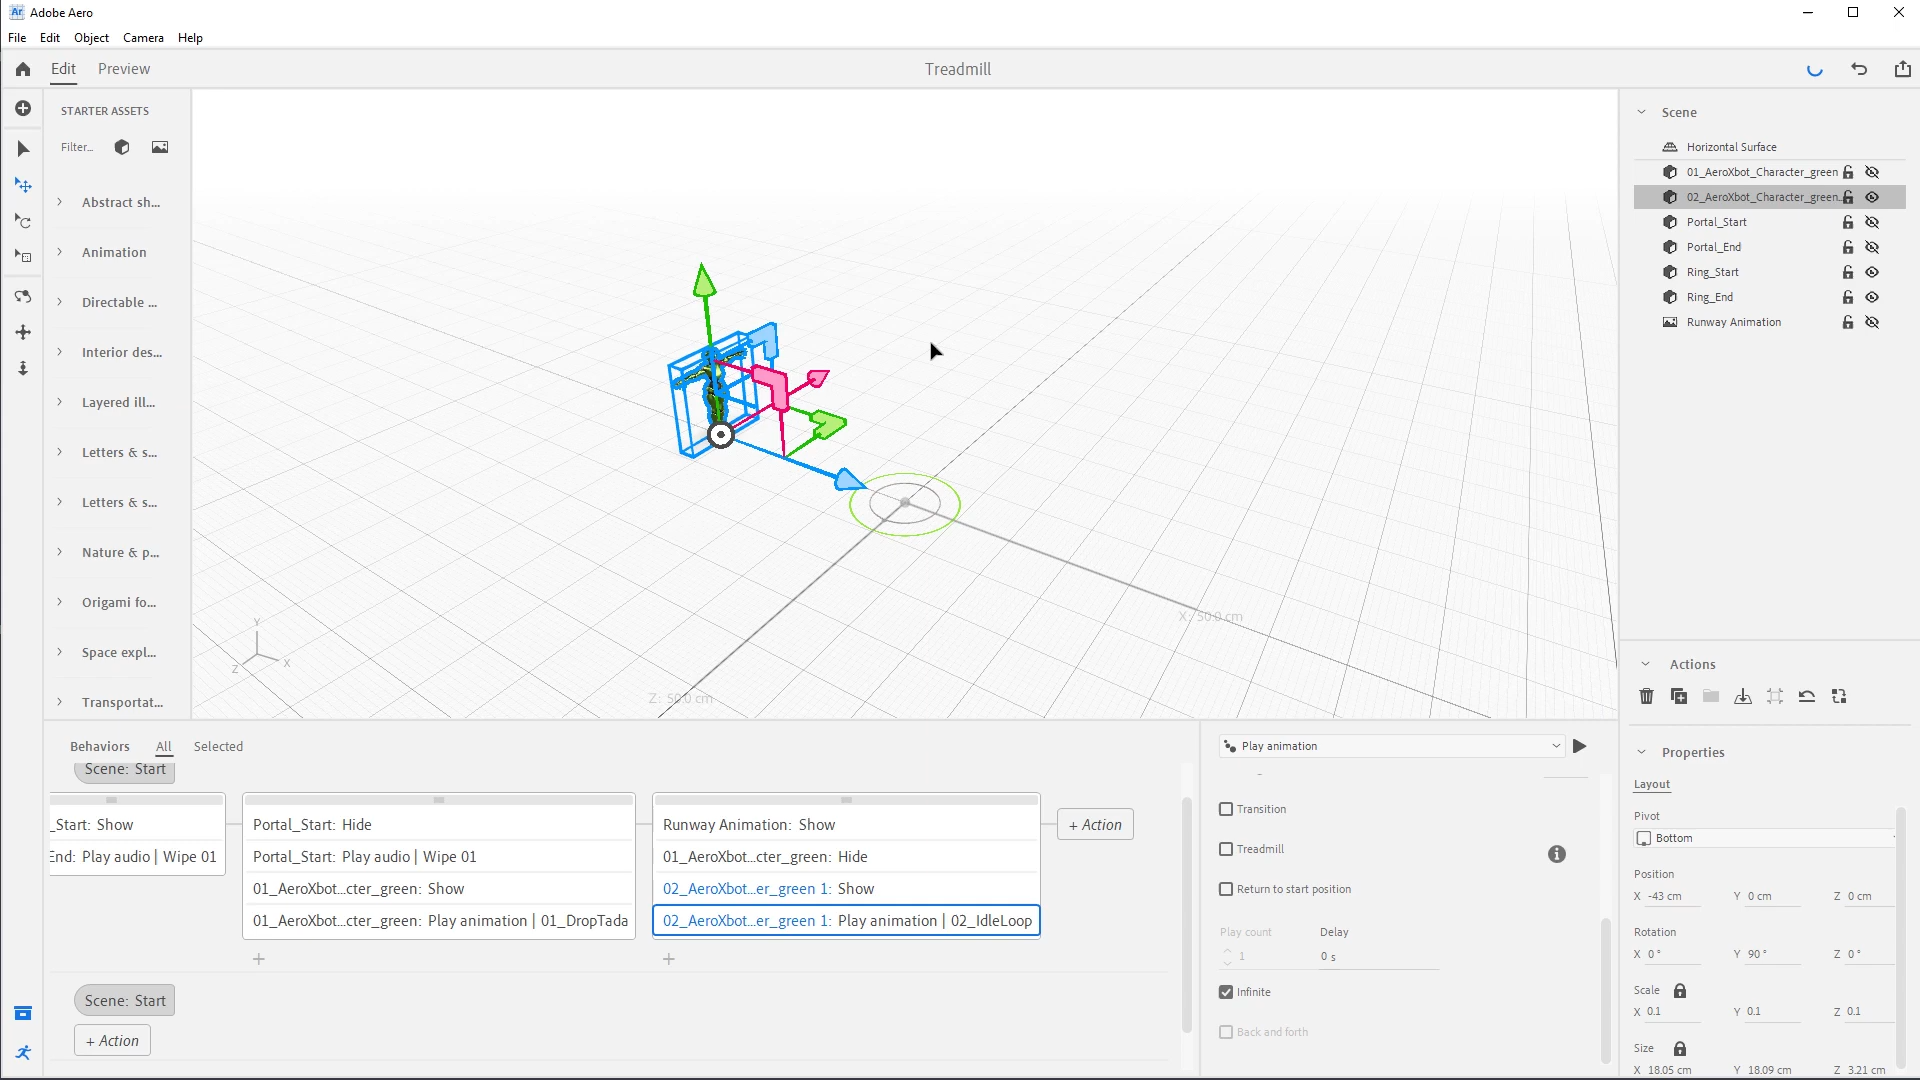 Ar Adobe Aero
File Edit Object Camera Help
Edit Preview Treadmill
STARTER ASSETS
Filter...
Abstract sh...
Animation
Directable ...
Interior des...
Layered ill...
Letters & s...
Letters & s...
Nature & p...
Origami fo...
Space expl...
Transportat...
Y
Z
X
X: 50.0 cm
Z: 50.0 cm
Scene
Horizontal Surface
01_AeroXbot_Character_green
02_AeroXbot_Character_green...
Portal_Start
Portal_End
Ring_Start
Ring_End
Runway Animation
Actions
Properties
Layout
Pivot
Bottom
Position
X -43 cm Y 0 cm Z 0 cm
Rotation
X 0° Y 90° Z 0°
Scale
X 0.1 Y 0.1 Z 0.1
Size
X 18.05 cm Y 18.09 cm Z 3.21 cm
Behaviors All Selected
Scene: Start
_Start: Show
End: Play audio | Wipe 01
Portal_Start: Hide
Portal_Start: Play audio | Wipe 01
01_AeroXbot...cter_green: Show
01_AeroXbot...cter_green: Play animation | 01_DropTada
+
Runway Animation: Show
01_AeroXbot...cter_green: Hide
02_AeroXbot...er_green 1: Show
02_AeroXbot...er_green 1: Play animation | 02_IdleLoop
+
+ Action
Scene: Start
+ Action
Play animation
Transition
Treadmill
Return to start position
Play count Delay
1 0 s
Infinite
Back and forth